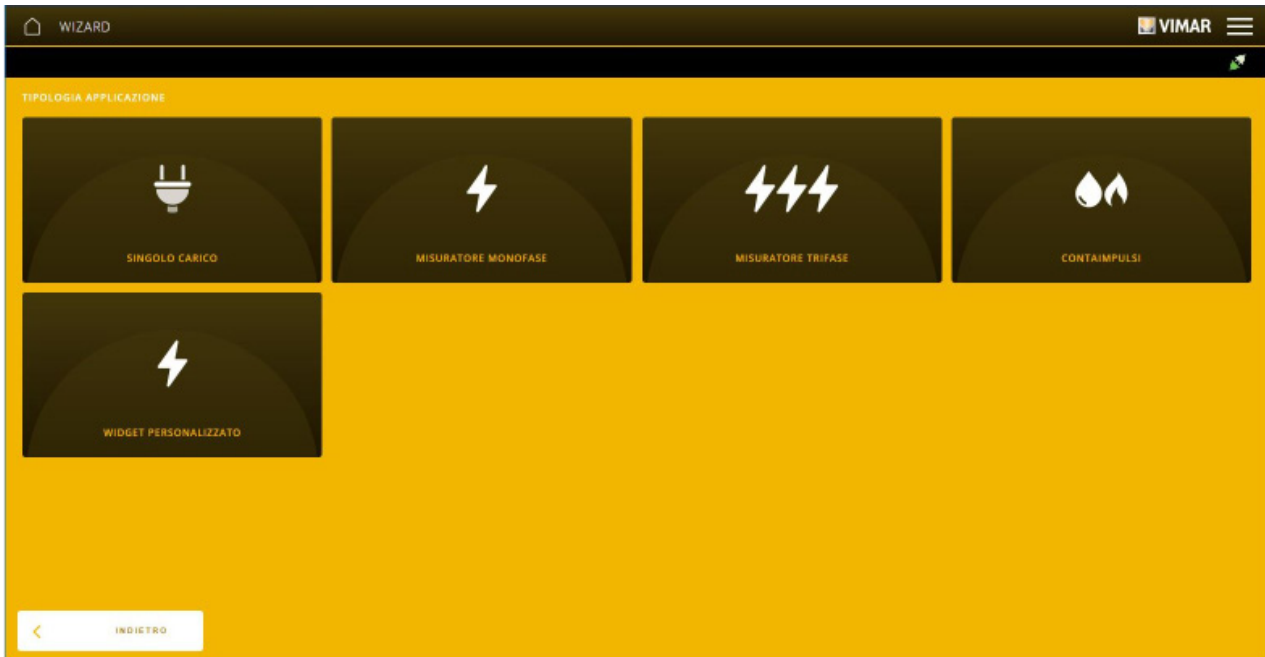 WIZARD
VIMAR
TIPOLOGIA APPLICAZIONE
SINGOLO CARICO
MISURATORE MONOFASE
MISURATORE TRIFASE
CONTAIMPULSI
WIDGET PERSONALIZZATO
INDIETRO